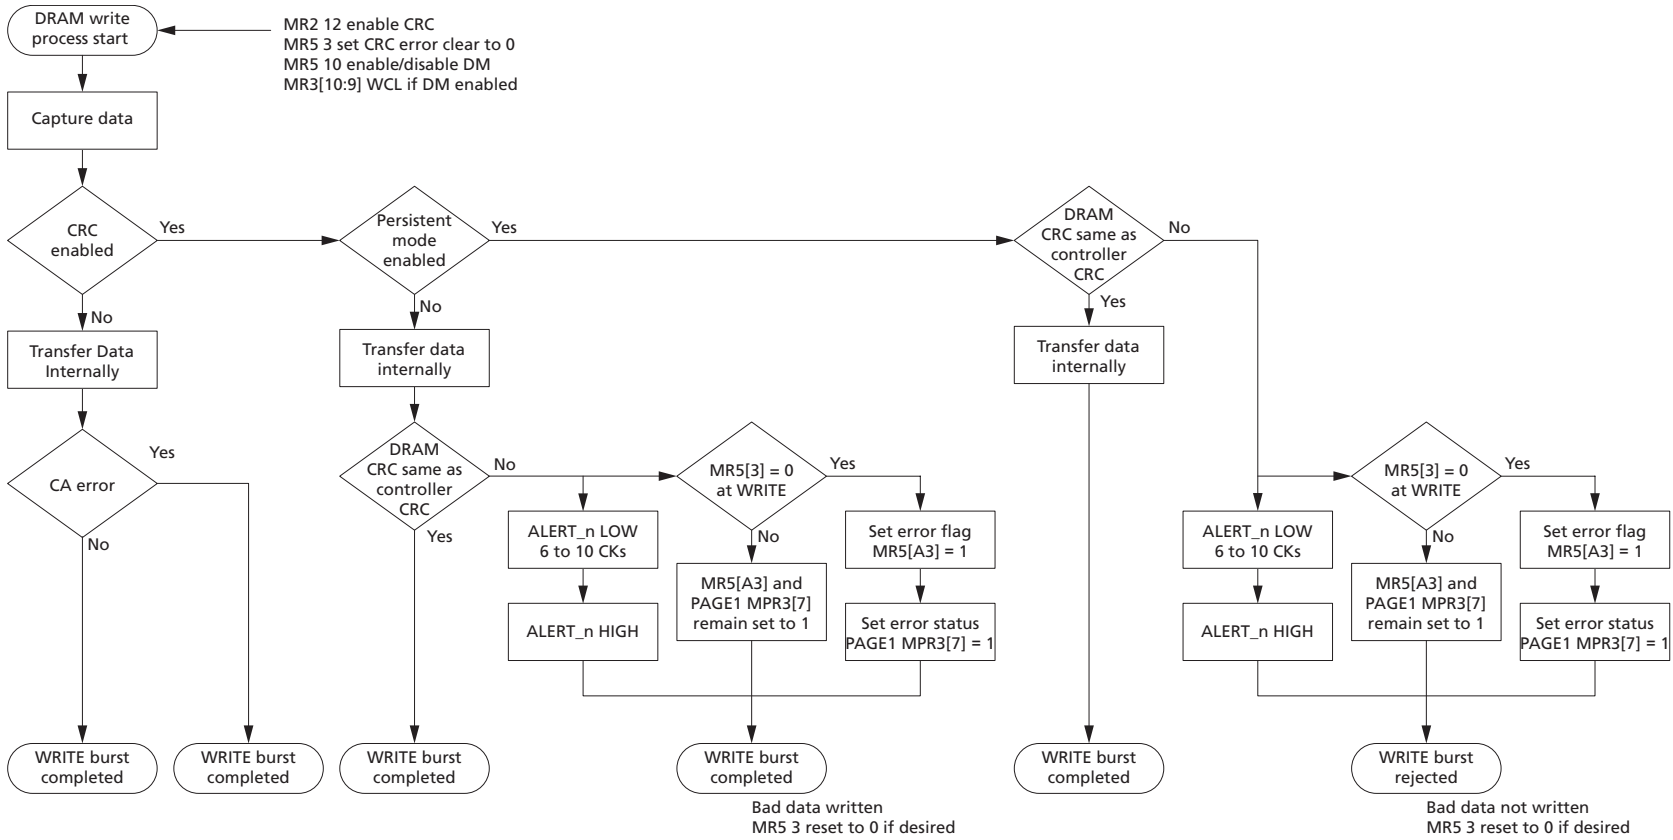 DRAM write
process start
MR2 12 enable CRC
MR5 3 set CRC error clear to 0
MR5 10 enable/disable DM
MR3[10:9] WCL if DM enabled
Capture data
CRC
enabled
Yes
No
Persistent
mode
enabled
Yes
No
DRAM
CRC same as
controller
CRC
No
Yes
Transfer Data
Internally
Transfer data
internally
Transfer data
internally
CA error
Yes
No
DRAM
CRC same as
controller
CRC
No
Yes
MR5[3] = 0
at WRITE
Yes
No
ALERT_n LOW
6 to 10 CKs
ALERT_n HIGH
MR5[A3] and
PAGE1 MPR3[7]
remain set to 1
Set error flag
MR5[A3] = 1
Set error status
PAGE1 MPR3[7] = 1
MR5[3] = 0
at WRITE
Yes
No
ALERT_n LOW
6 to 10 CKs
ALERT_n HIGH
MR5[A3] and
PAGE1 MPR3[7]
remain set to 1
Set error flag
MR5[A3] = 1
Set error status
PAGE1 MPR3[7] = 1
WRITE burst
completed
WRITE burst
completed
WRITE burst
completed
WRITE burst
completed
Bad data written
MR5 3 reset to 0 if desired
WRITE burst
completed
WRITE burst
rejected
Bad data not written
MR5 3 reset to 0 if desired